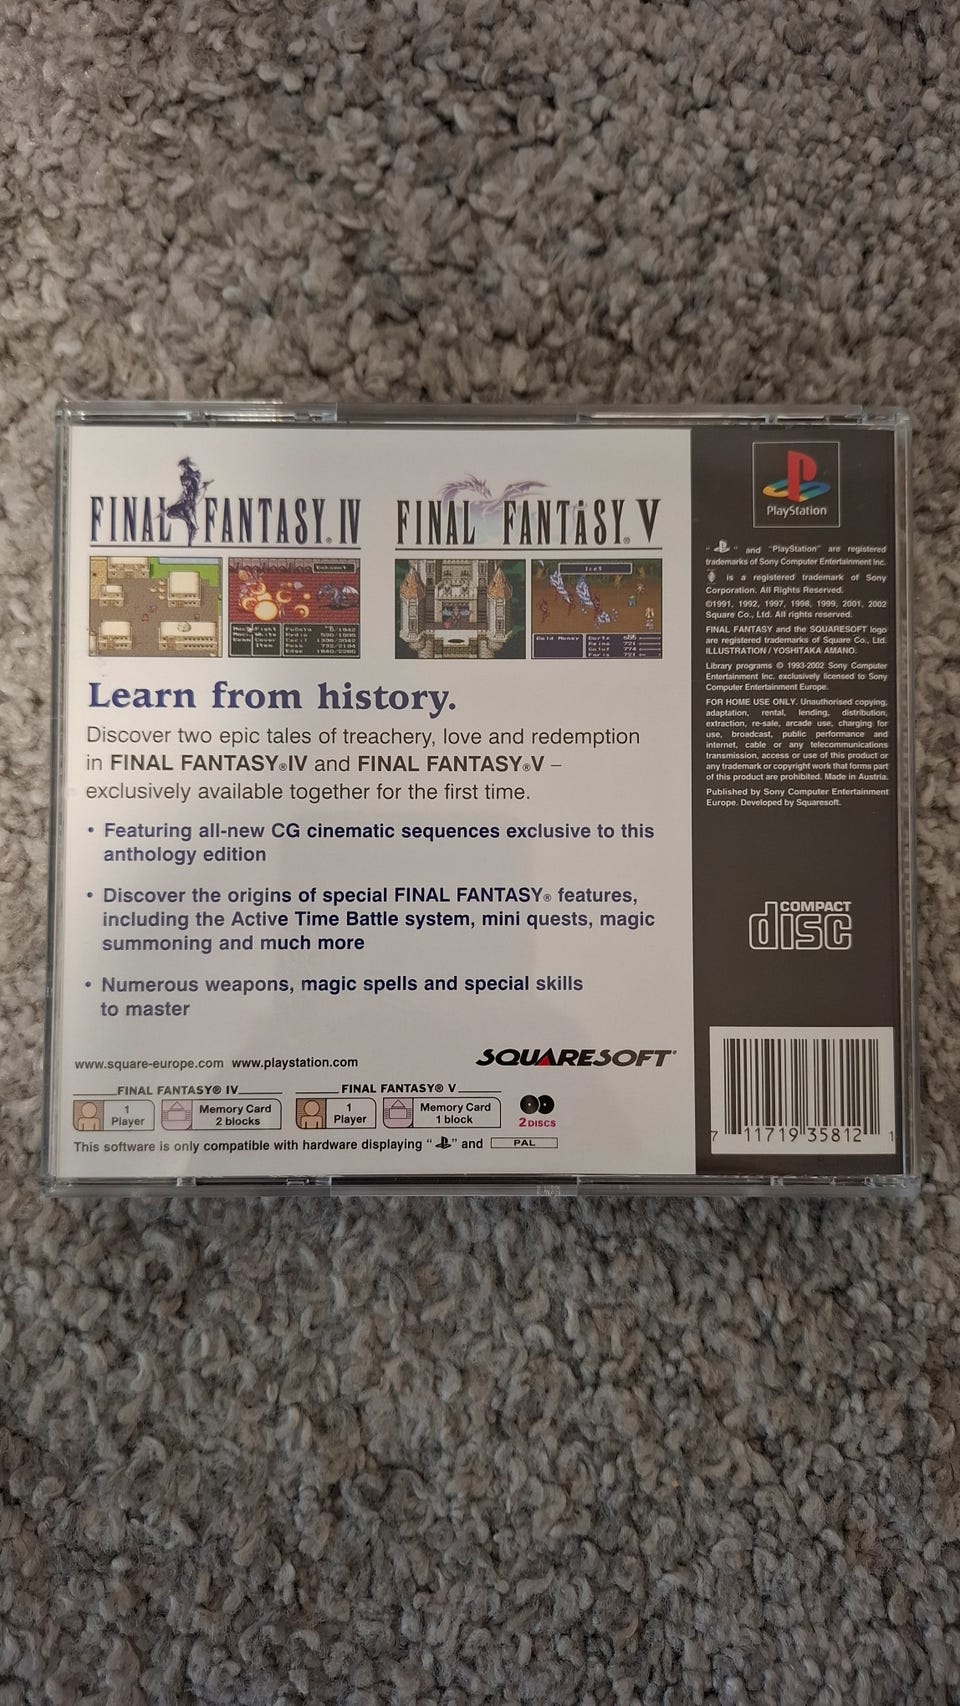 FINAL FANTASY® IV
FINAL FANTASY® V
Learn from history.
Discover two epic tales of treachery, love and redemption
in FINAL FANTASY®IV and FINAL FANTASY®V –
exclusively available together for the first time.
• Featuring all-new CG cinematic sequences exclusive to this
anthology edition
• Discover the origins of special FINAL FANTASY® features,
including the Active Time Battle system, mini quests, magic
summoning and much more
• Numerous weapons, magic spells and special skills
to master
www.square-europe.com www.playstation.com
SQUARESOFT
FINAL FANTASY® IV
1
Player
Memory Card
2 blocks
FINAL FANTASY® V
1
Player
Memory Card
1 block
2 DISCS
This software is only compatible with hardware displaying " " and PAL
PlayStation
" " and "PlayStation" are registered
trademarks of Sony Computer Entertainment Inc.
is a registered trademark of Sony
Corporation. All Rights Reserved.
©1991, 1992, 1997, 1998, 1999, 2001, 2002
Square Co., Ltd. All rights reserved.
FINAL FANTASY and the SQUARESOFT logo
are registered trademarks of Square Co., Ltd.
ILLUSTRATION / YOSHITAKA AMANO.
Library programs © 1993-2002 Sony Computer
Entertainment Inc. exclusively licensed to Sony
Computer Entertainment Europe.
FOR HOME USE ONLY. Unauthorised copying,
adaptation, rental, lending, distribution,
extraction, re-sale, arcade use, charging for
use, broadcast, public performance and
internet, cable or any telecommunications
transmission, access or use of this product or
any trademark or copyright work that forms part
of this product are prohibited. Made in Austria.
Published by Sony Computer Entertainment
Europe. Developed by Squaresoft.
COMPACT
disc
7 11719 35812 1